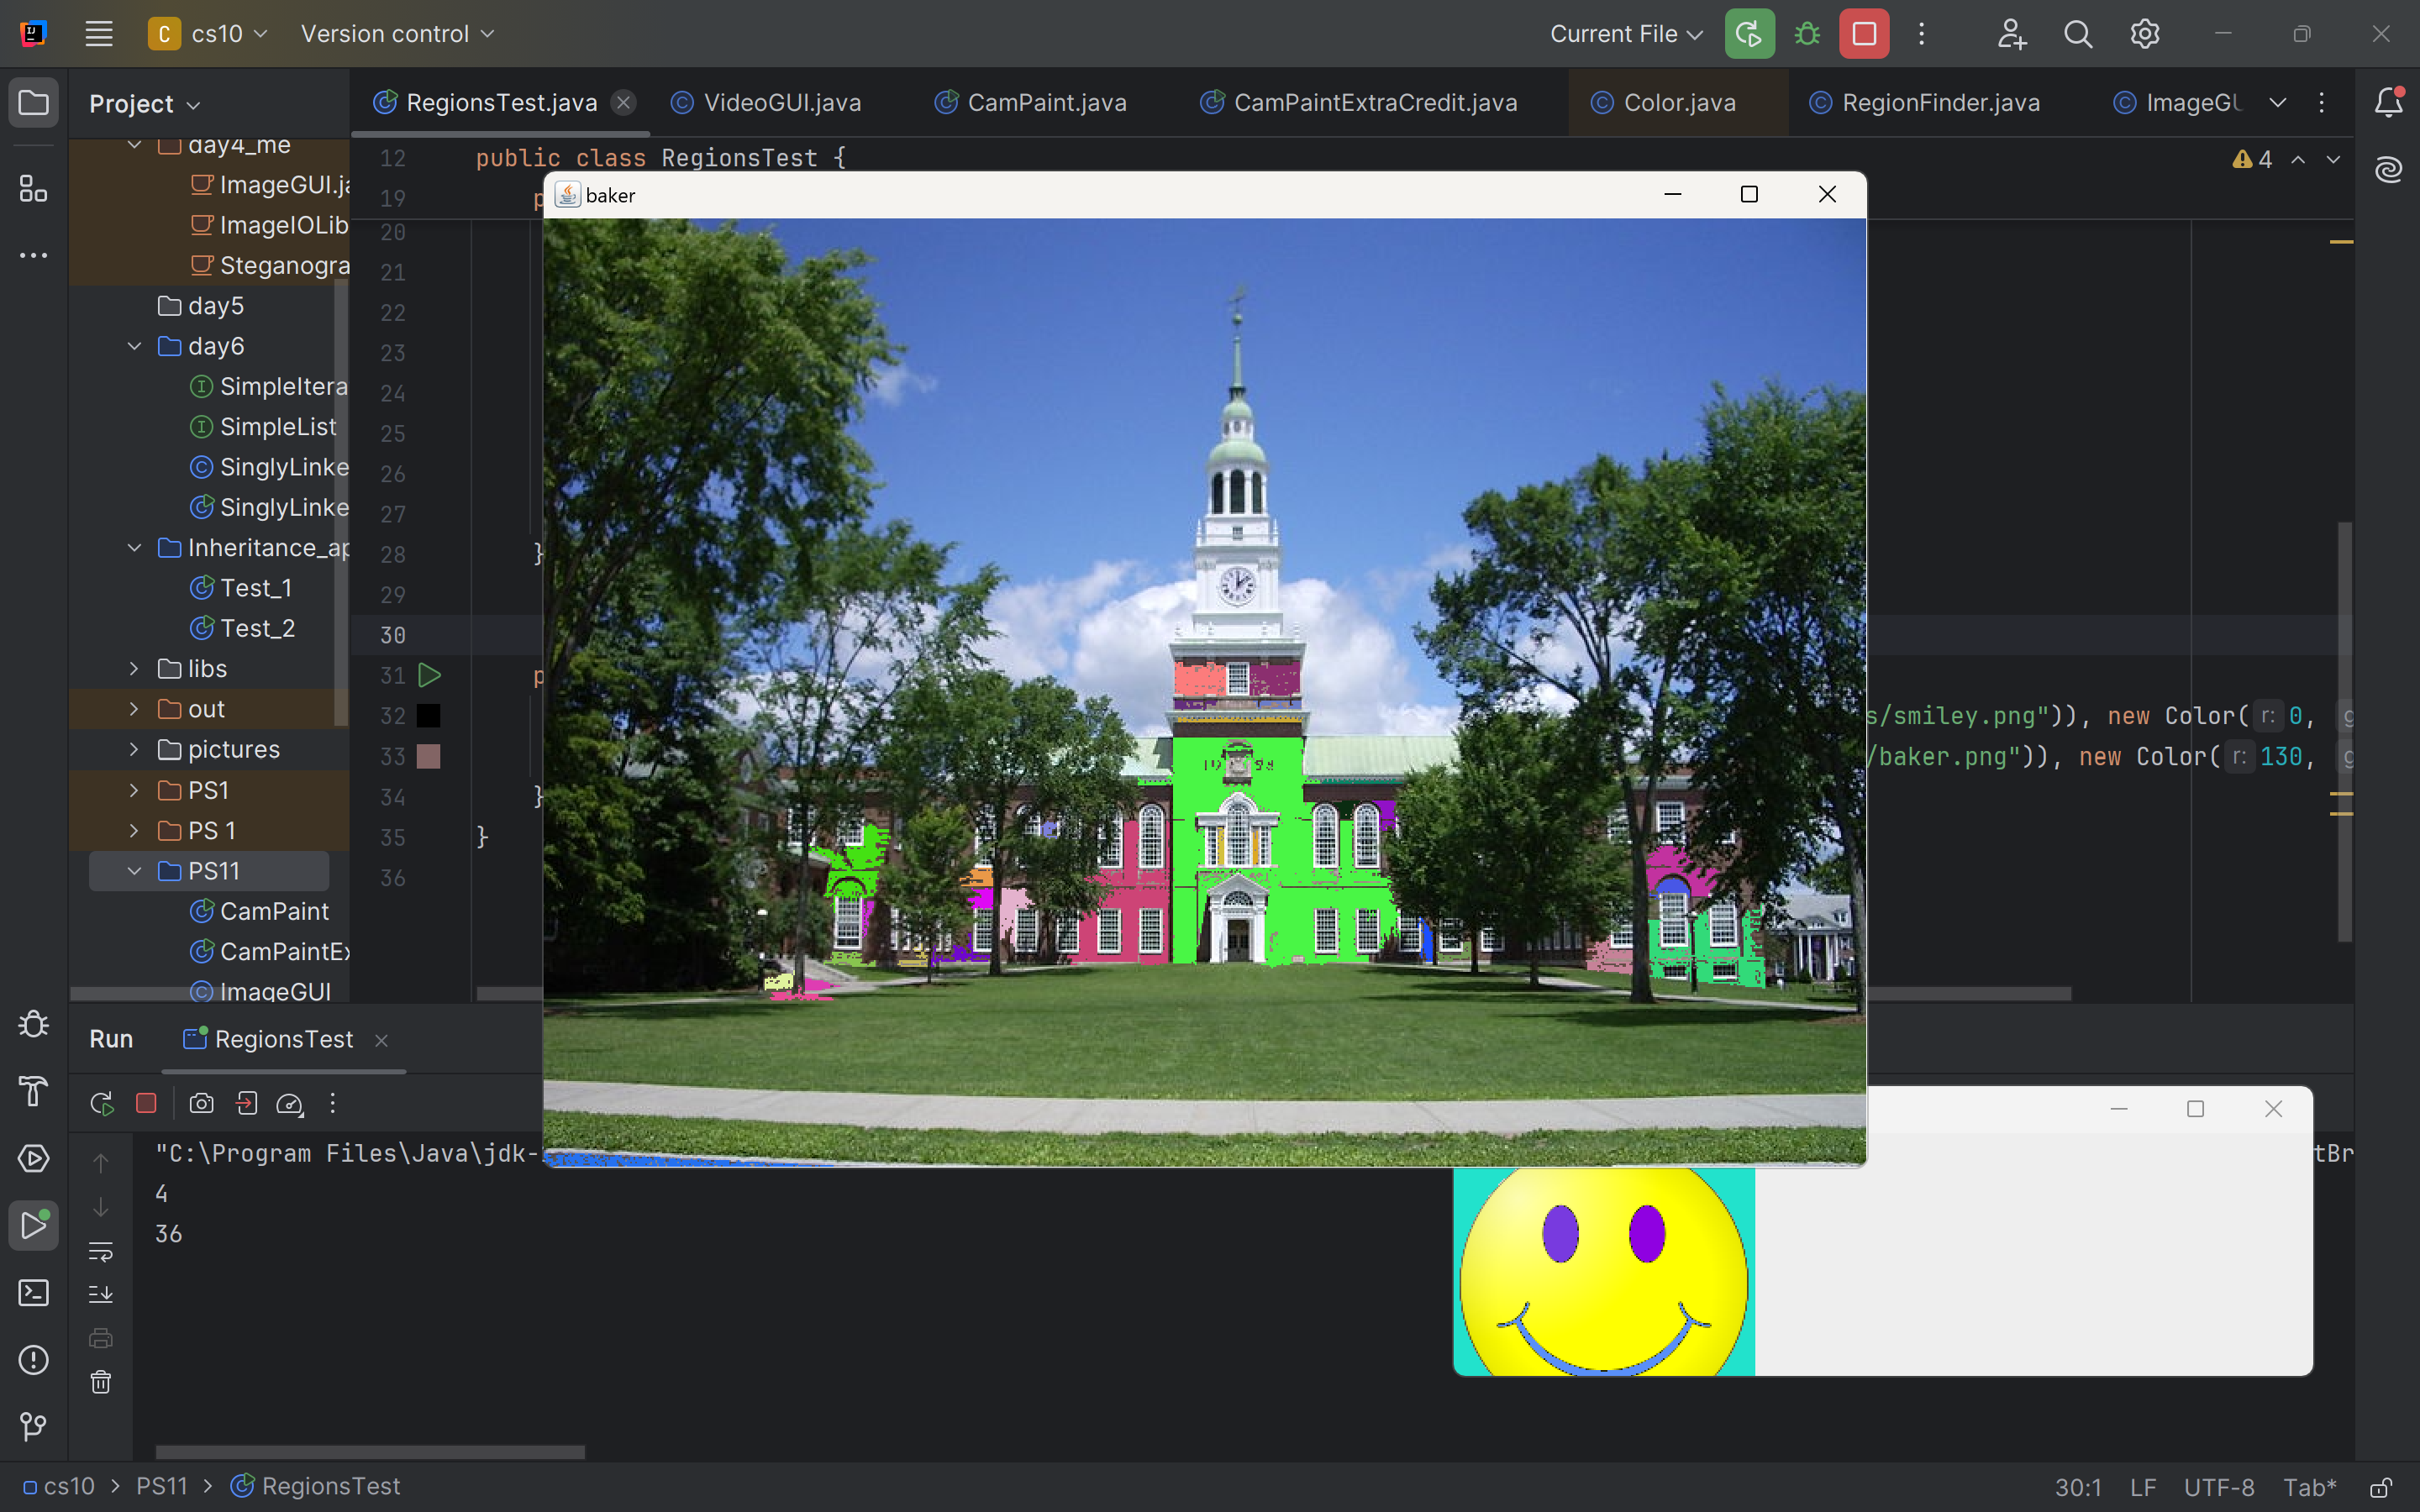 cs10
Version control
Current File
Project
RegionsTest.java
VideoGUI.java
CamPaint.java
CamPaintExtraCredit.java
Color.java
RegionFinder.java
ImageGU
day4_me
ImageGUI.ja
ImageIOLib
Steganogra
day5
day6
SimpleItera
SimpleList
SinglyLinke
SinglyLinke
Inheritance_ap
Test_1
Test_2
libs
out
pictures
PS1
PS 1
PS11
CamPaint
CamPaintEx
ImageGUI
12 public class RegionsTest {
4
19 p
20
21
22
23
24
25
26
27
28 }
29
30
31 p
32 s/smiley.png")), new Color( r: 0, g
33 /baker.png")), new Color( r: 130, g
34 }
35 }
36
baker
Run
RegionsTest
"C:\Program Files\Java\jdk-
tBr
4
36
cs10 > PS11 > RegionsTest
30:1 LF UTF-8 Tab*